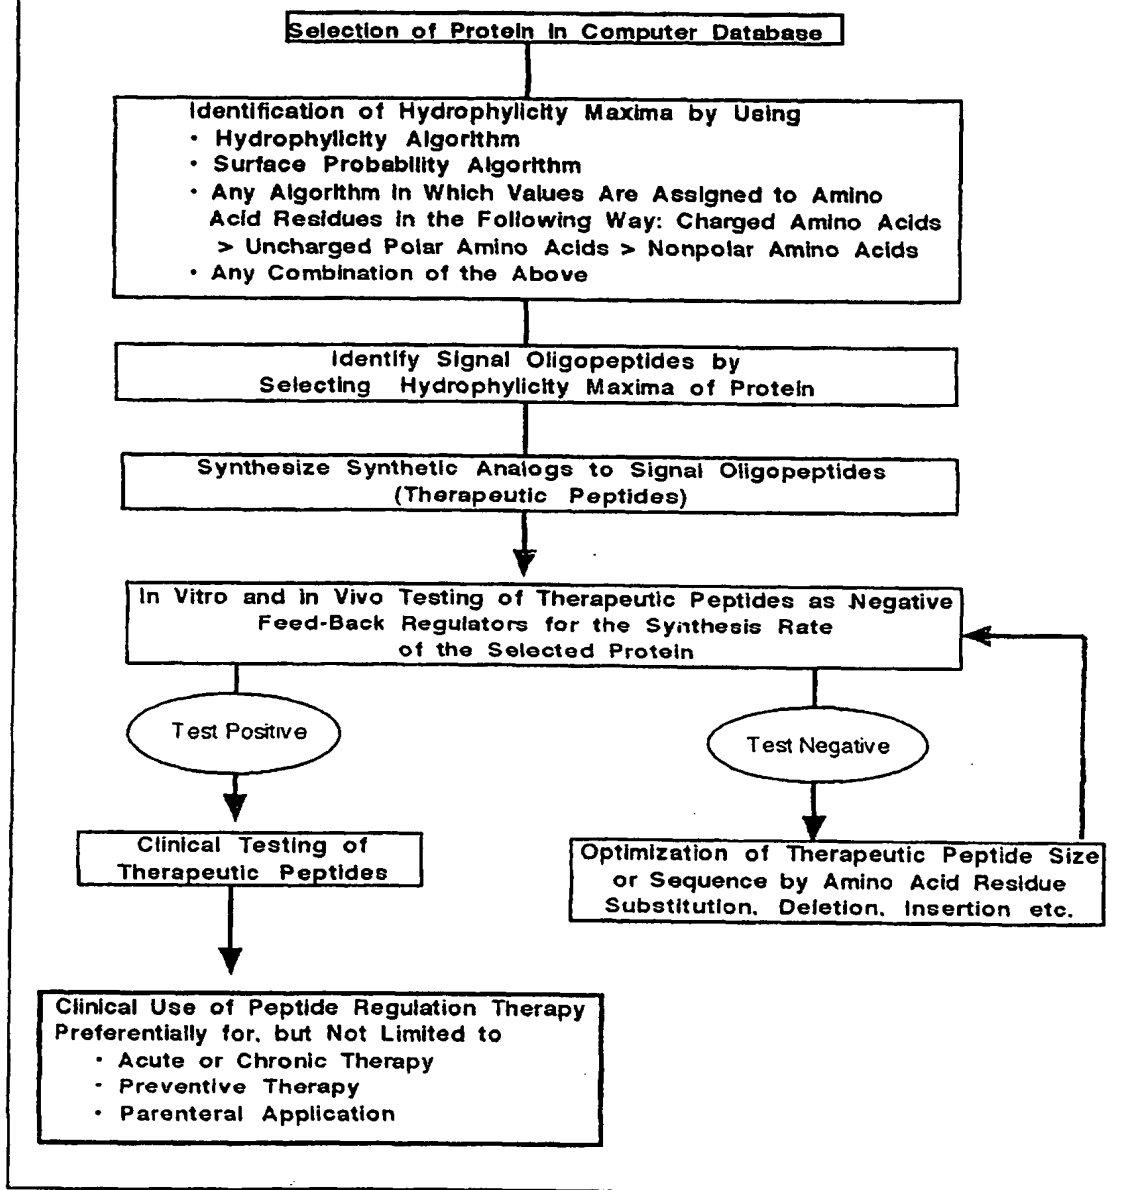 Selection of Protein in Computer Database
Identification of Hydrophylicity Maxima by Using
· Hydrophylicity Algorithm
· Surface Probability Algorithm
· Any Algorithm in Which Values Are Assigned to Amino
Acid Residues in the Following Way: Charged Amino Acids
> Uncharged Polar Amino Acids > Nonpolar Amino Acids
· Any Combination of the Above
Identify Signal Oligopeptides by
Selecting Hydrophylicity Maxima of Protein
Synthesize Synthetic Analogs to Signal Oligopeptides
(Therapeutic Peptides)
In Vitro and in Vivo Testing of Therapeutic Peptides as Negative
Feed-Back Regulators for the Synthesis Rate
of the Selected Protein
Test Positive
Test Negative
Clinical Testing of
Therapeutic Peptides
Optimization of Therapeutic Peptide Size
or Sequence by Amino Acid Residue
Substitution, Deletion, Insertion etc.
Clinical Use of Peptide Regulation Therapy
Preferentially for, but Not Limited to
· Acute or Chronic Therapy
· Preventive Therapy
· Parenteral Application